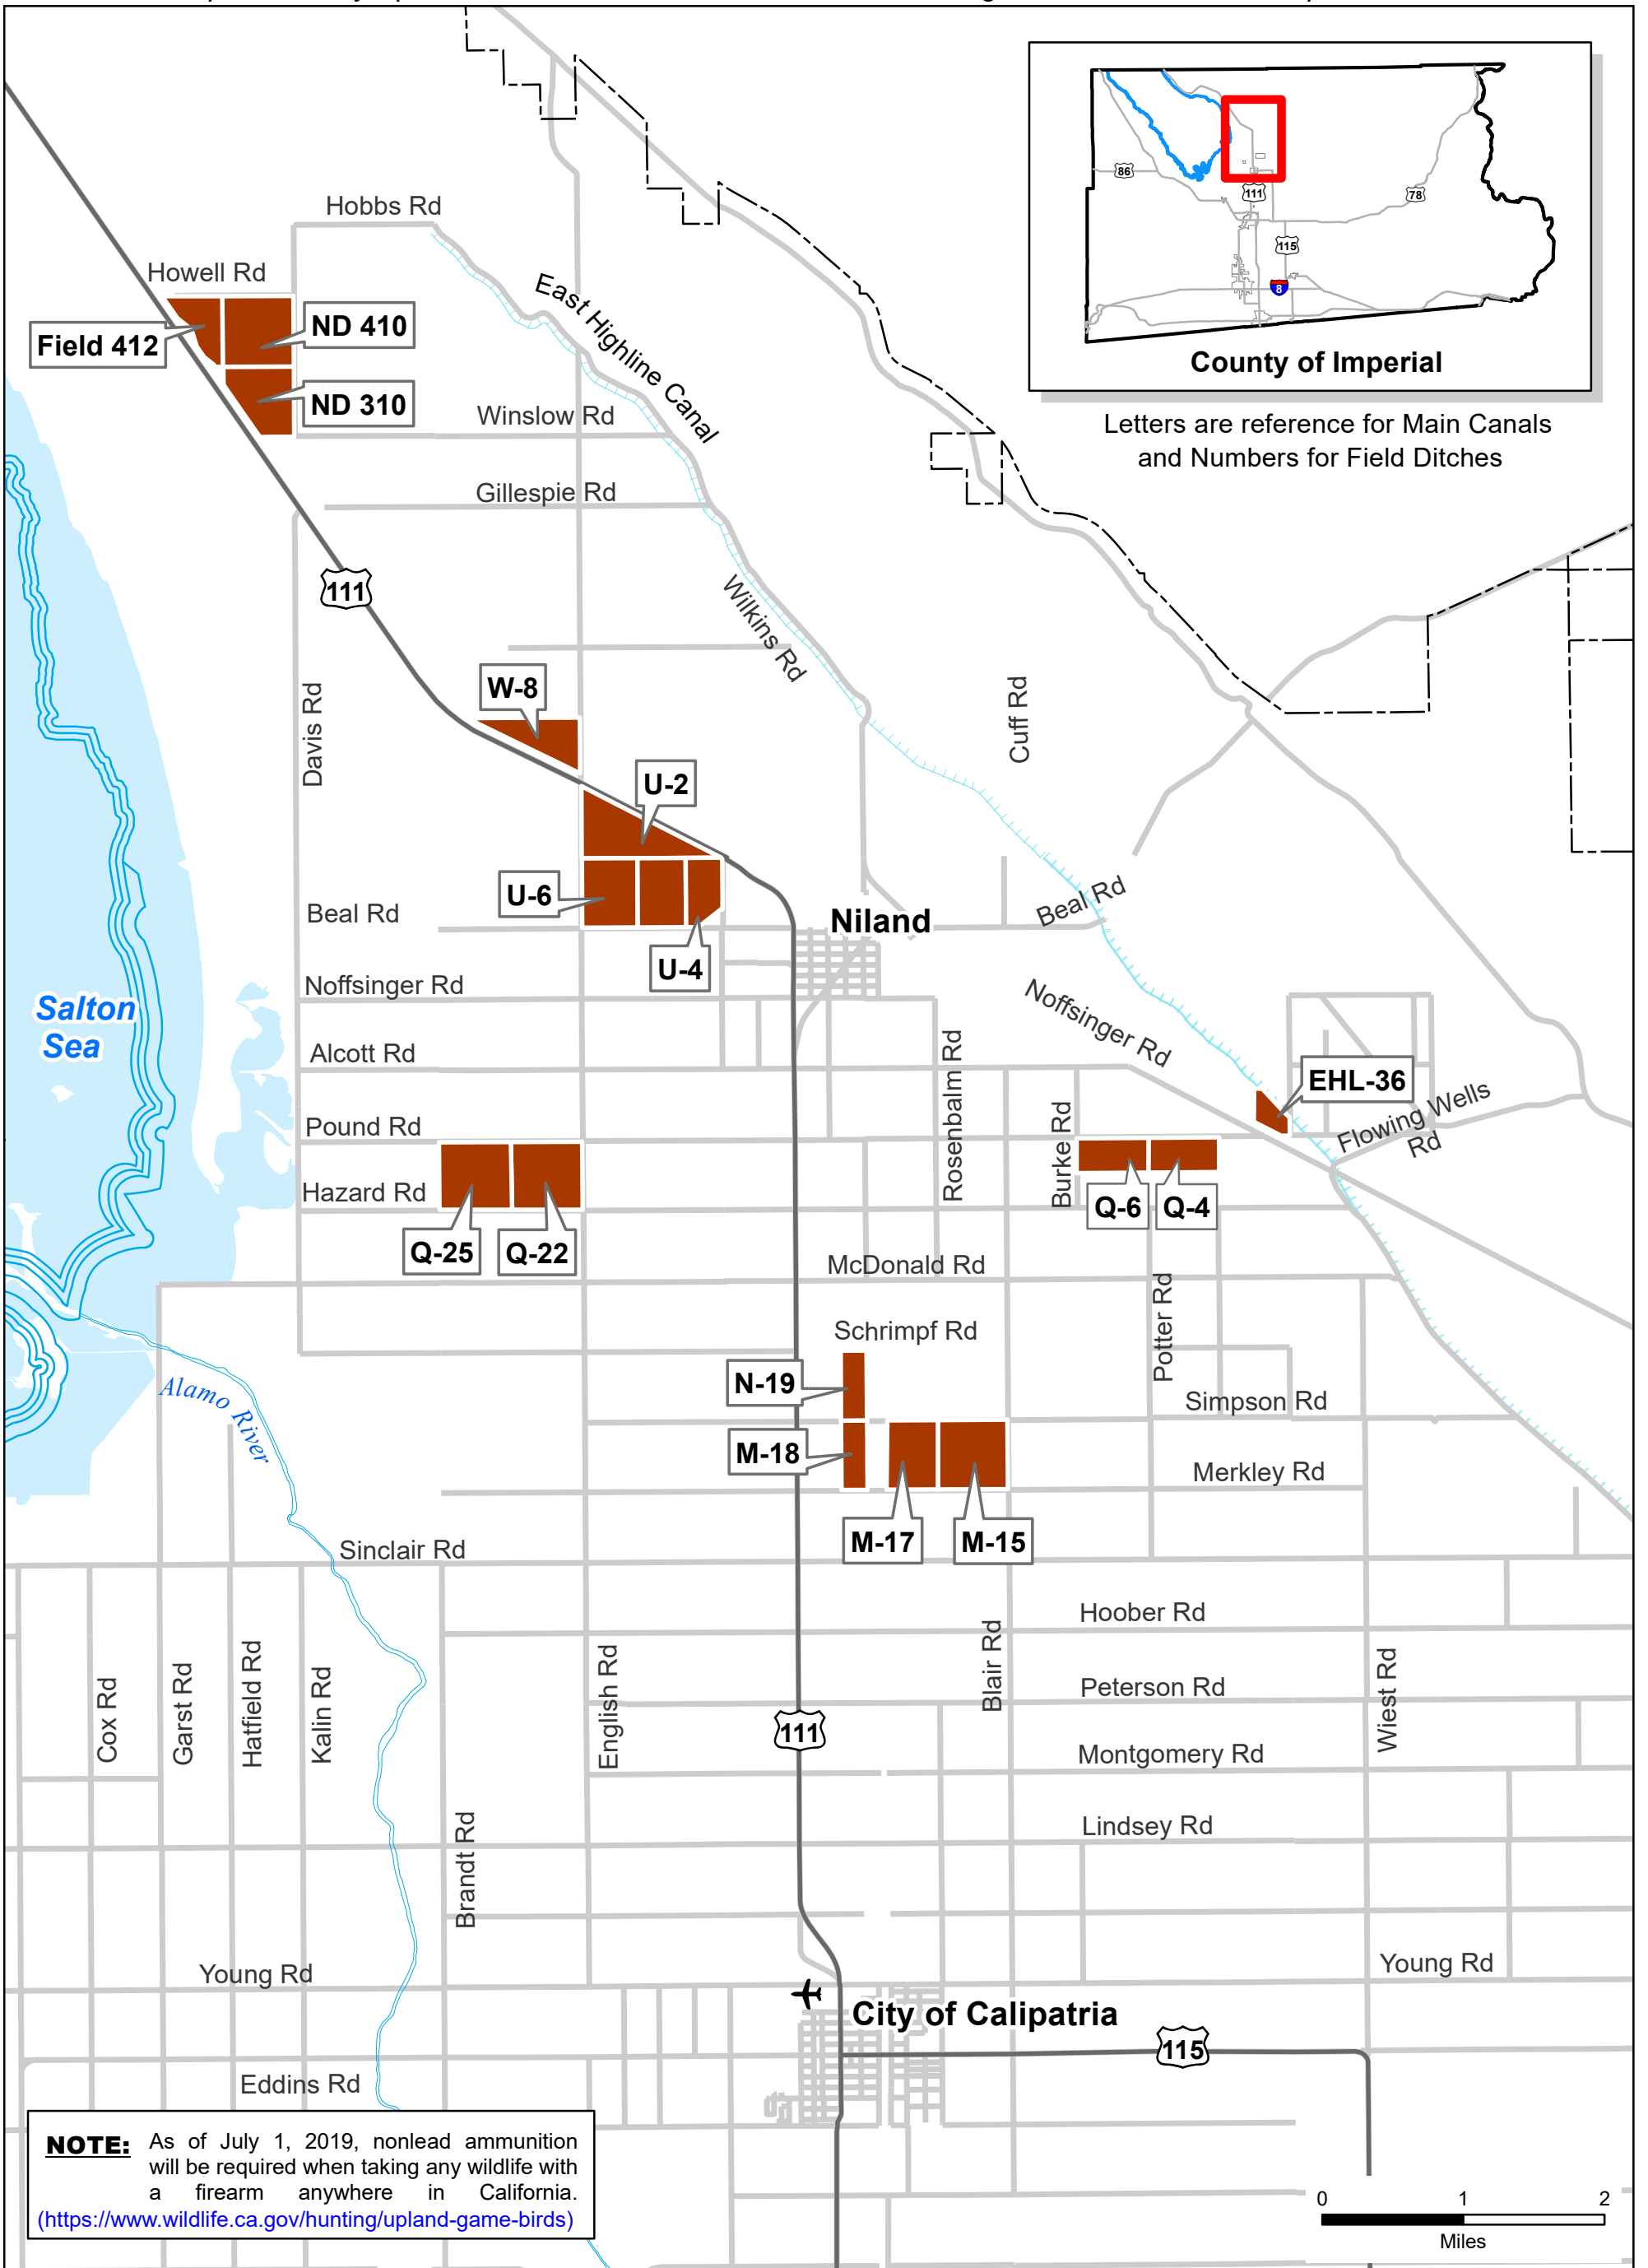 86
111
78
115
8
County of Imperial
Letters are reference for Main Canals
and Numbers for Field Ditches
Hobbs Rd
Howell Rd
East Highline Canal
Field 412
ND 410
ND 310
Winslow Rd
Gillespie Rd
111
Wilkins Rd
W-8
Davis Rd
Cuff Rd
U-2
U-6
Beal Rd
Niland
Beal Rd
U-4
Noffsinger Rd
Noffsinger Rd
Salton
Sea
Alcott Rd
Rosenbalm Rd
EHL-36
Pound Rd
Burke Rd
Flowing Wells
Rd
Hazard Rd
Q-6
Q-4
Q-25
Q-22
McDonald Rd
Potter Rd
Schrimpf Rd
N-19
Alamo River
Simpson Rd
M-18
Merkley Rd
M-17
M-15
Sinclair Rd
Hoober Rd
Cox Rd
Garst Rd
Hatfield Rd
Kalin Rd
English Rd
Blair Rd
Peterson Rd
Wiest Rd
111
Montgomery Rd
Brandt Rd
Lindsey Rd
Young Rd
Young Rd
City of Calipatria
115
Eddins Rd
NOTE: As of July 1, 2019, nonlead ammunition
will be required when taking any wildlife with
a firearm anywhere in California.
(https://www.wildlife.ca.gov/hunting/upland-game-birds)
0 1 2
Miles